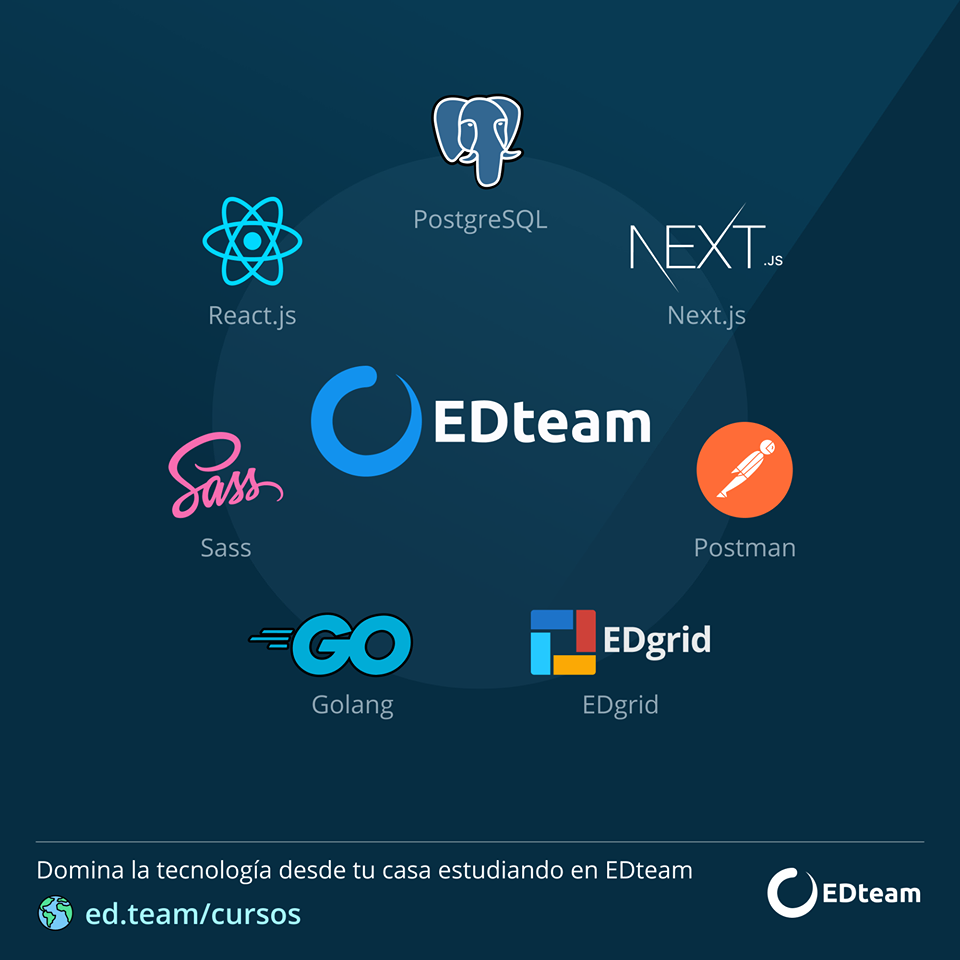 PostgreSQL
NEXT.JS
React.js
Next.js
EDteam
Sass
Sass
Postman
GO
EDgrid
Golang
EDgrid
Domina la tecnología desde tu casa estudiando en EDteam
ed.team/cursos
EDteam